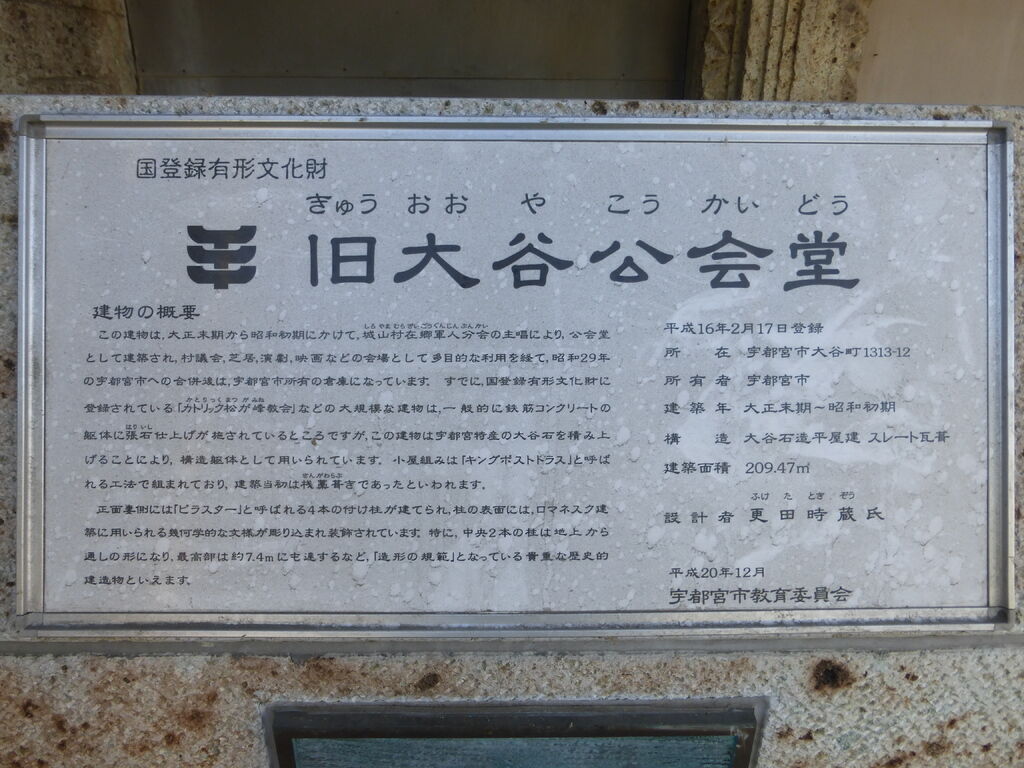 国登録有形文化財
きゅう おお や こう かい どう
旧大谷公会堂
建物の概要
この建物は、大正末期から昭和初期にかけて、城山村在郷軍人分会の主唱により、公会堂
として建築され、村議会、芝居、演劇、映画などの会場として多目的な利用を経て、昭和29年
の宇都宮市への合併後は、宇都宮市所有の倉庫になっています。 すでに、国登録有形文化財に
登録されている「カトリック松が峰教会」などの大規模な建物は、一般的に鉄筋コンクリートの
躯体に張石仕上げが施されているところですが、この建物は宇都宮特産の大谷石を積み上
げることにより、構造躯体として用いられています。 小屋組みは「キングポストトラス」と呼ば
れる工法で組まれており、建築当初は桟藁葺きであったといわれます。
正面妻側には「ピラスター」と呼ばれる4本の付け柱が建てられ、柱の表面には、ロマネスク建
築に用いられる幾何学的な文様が彫り込まれ装飾されています。特に、中央2本の柱は地上から
通しの形になり、最高部は約7.4mにも達するなど、「造形の規範」となっている貴重な歴史的
建造物といえます。
平成16年2月17日登録
所 在 宇都宮市大谷町1313-12
所有者 宇都宮市
建築年 大正末期～昭和初期
構 造 大谷石造平屋建 スレート瓦葺
建築面積 209.47㎡
ふけ た とき ぞう
設計者 更田時蔵氏
平成20年12月
宇都宮市教育委員会